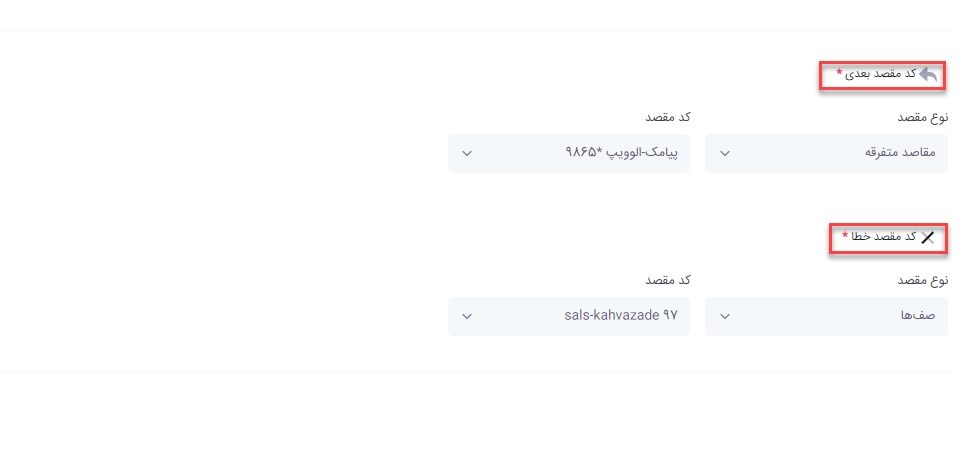 کد مقصد بعدی *
نوع مقصد
کد مقصد
مقاصد متفرقه
پیامک-الوویپ *۹۸۶۵
کد مقصد خطا *
نوع مقصد
کد مقصد
صف‌ها
sals-kahvazade ۹۷